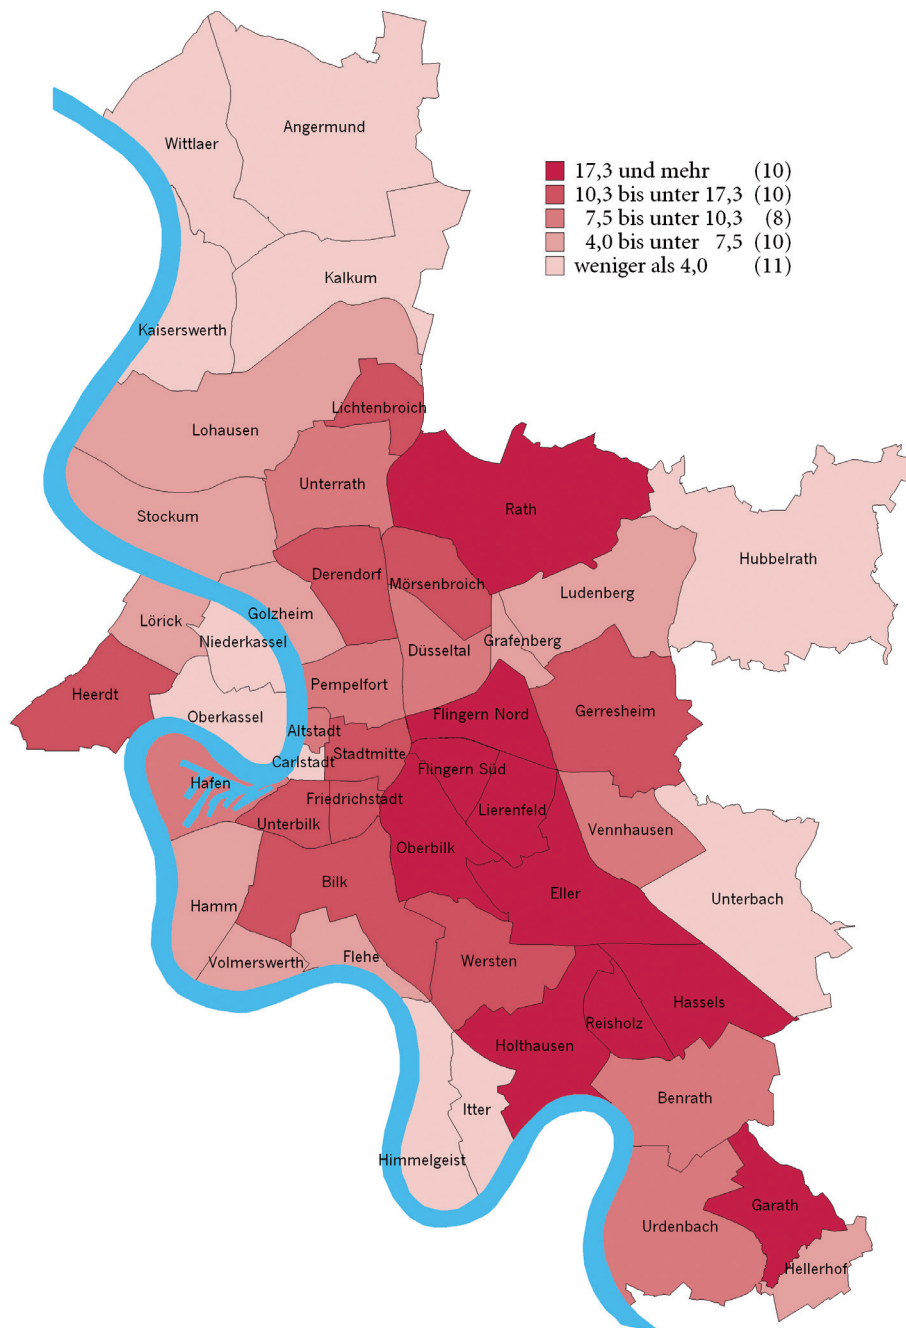 Angermund
Wittlaer
17,3 und mehr (10)
10,3 bis unter 17,3 (10)
7,5 bis unter 10,3 (8)
4,0 bis unter 7,5 (10)
weniger als 4,0 (11)
Kalkum
Kaiserswerth
Lichtenbroich
Lohausen
Unterrath
Rath
Stockum
Hubbelrath
Derendorf
Mörsenbroich
Ludenberg
Golzheim
Lörick
Niederkassel
Grafenberg
Düsseltal
Pempelfort
Heerdt
Gerresheim
Flingern Nord
Oberkassel
Altstadt
Stadtmitte
Carlstadt
Flingern Süd
Hafen
Friedrichstadt
Lierenfeld
Unterbilk
Vennhausen
Oberbilk
Bilk
Eller
Unterbach
Hamm
Flehe
Wersten
Volmerswerth
Hassels
Reisholz
Holthausen
Benrath
Itter
Himmelgeist
Garath
Urdenbach
Hellerhof